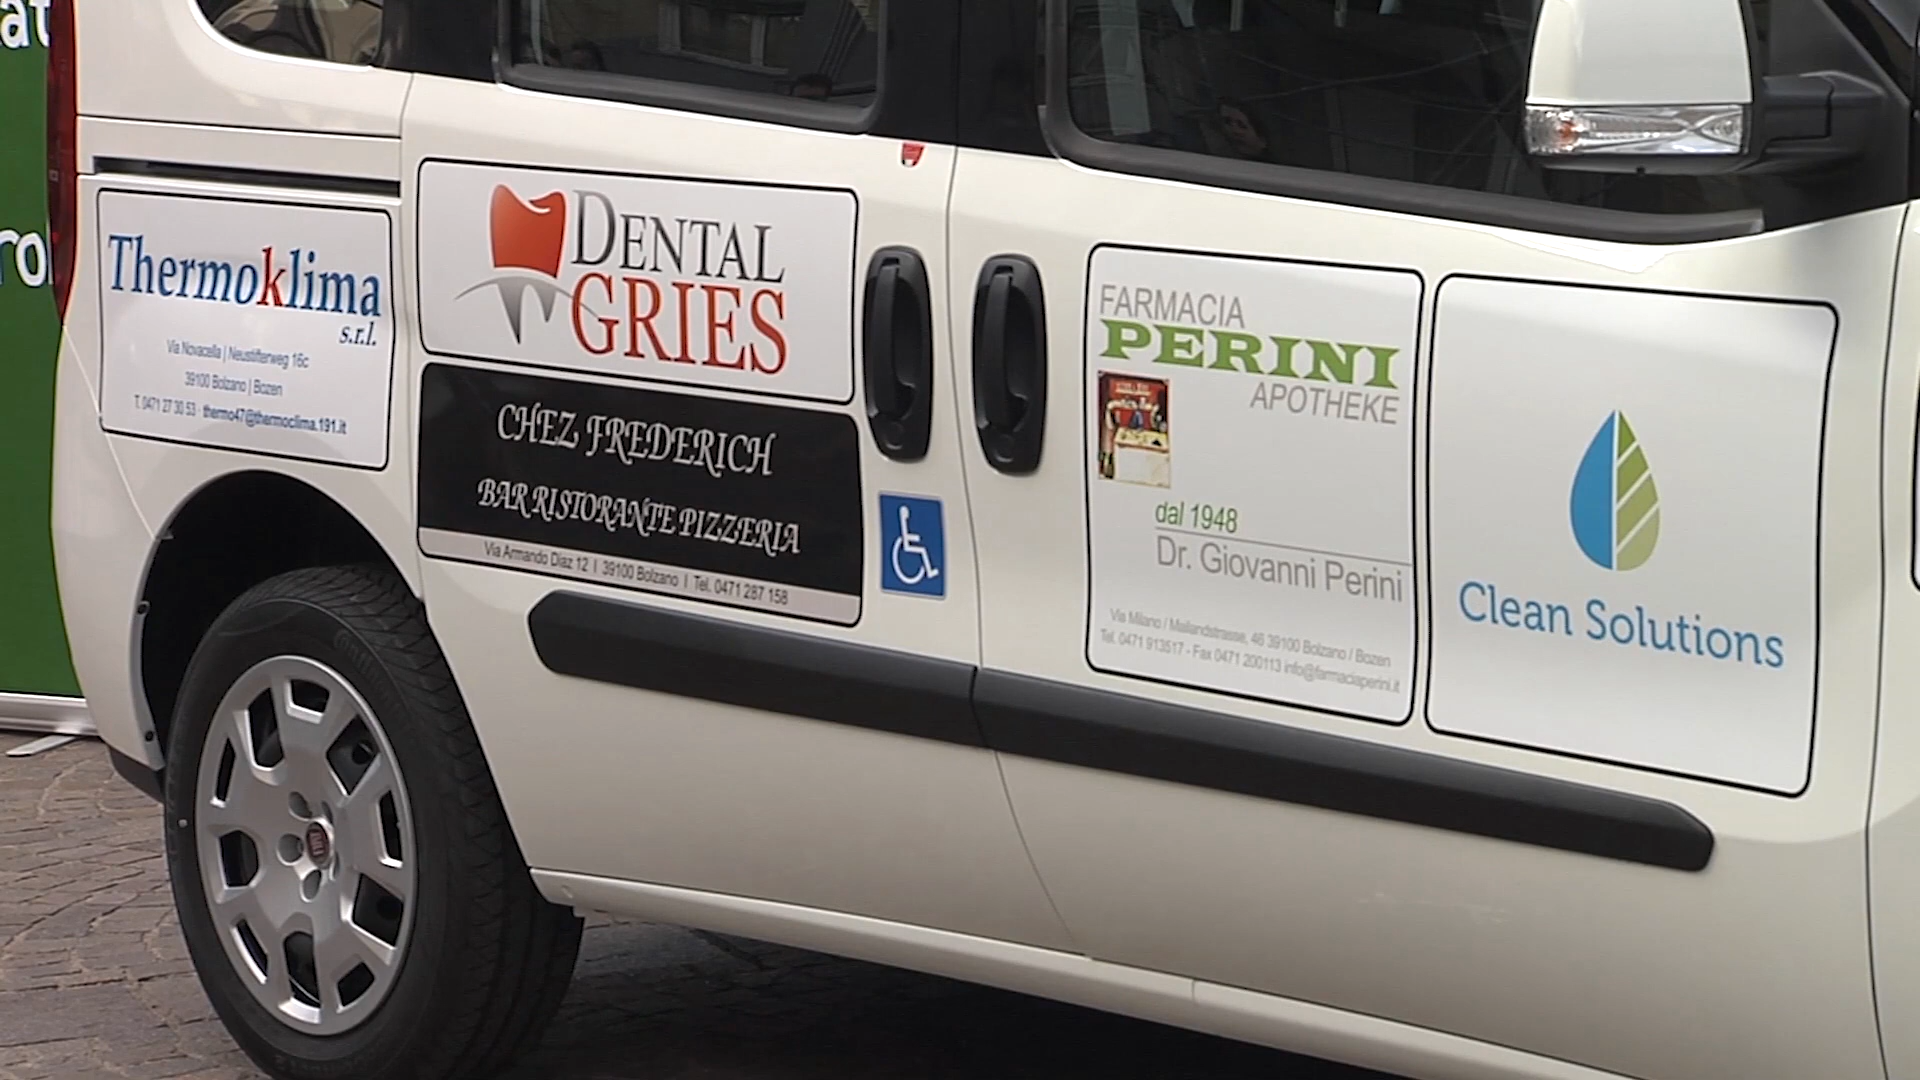 at
ro
Thermoklima
s.r.l.
Via Novacella | Neustifterweg 16c
39100 Bolzano | Bozen
T. 0471 27 30 53 · thermo47@thermoclima.191.it
DENTAL
GRIES
CHEZ FREDERICH
BAR RISTORANTE PIZZERIA
Via Armando Diaz 12 | 39100 Bolzano | Tel. 0471 287 158
FARMACIA
PERINI
APOTHEKE
dal 1948
Dr. Giovanni Perini
Via Milano / Mailandstrasse, 46 39100 Bolzano / Bozen
Tel. 0471 913517 - Fax 0471 200113 info@farmaciaperini.it
Clean Solutions